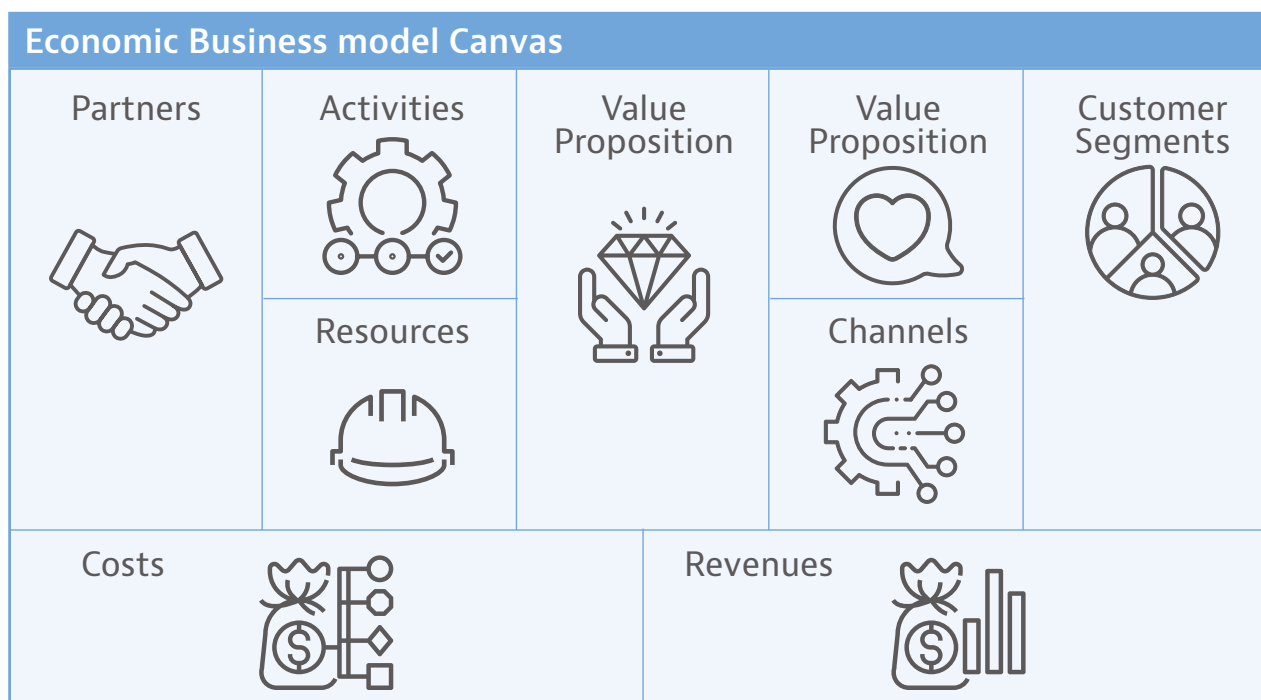 Economic Business model Canvas
Partners
Activities
Resources
Value
Proposition
Value
Proposition
Channels
Customer
Segments
Costs
$
Revenues
$